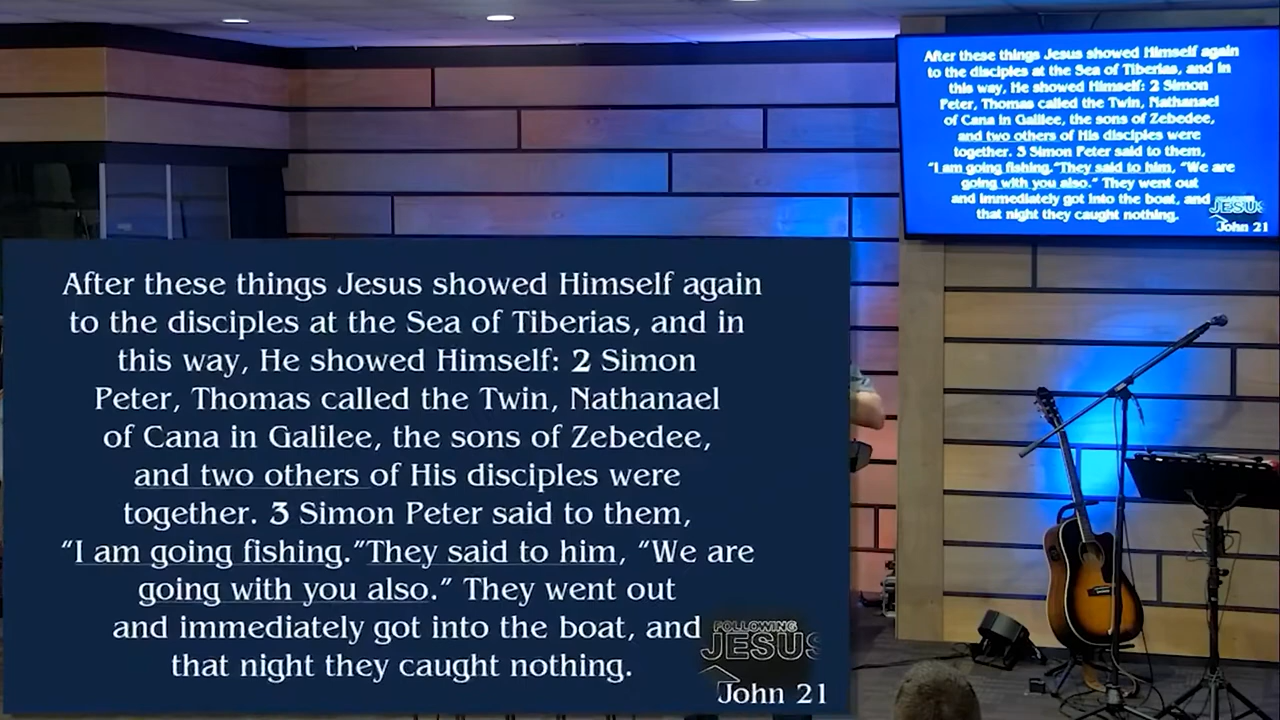 After these things Jesus showed Himself again
to the disciples at the Sea of Tiberias, and in
this way, He showed Himself: 2 Simon
Peter, Thomas called the Twin, Nathanael
of Cana in Galilee, the sons of Zebedee,
and two others of His disciples were
together. 3 Simon Peter said to them,
“I am going fishing.”They said to him, “We are
going with you also.” They went out
and immediately got into the boat, and
that night they caught nothing.
FOLLOWING
JESUS
John 21
After these things Jesus showed Himself again
to the disciples at the Sea of Tiberias, and in
this way, He showed Himself: 2 Simon
Peter, Thomas called the Twin, Nathanael
of Cana in Galilee, the sons of Zebedee,
and two others of His disciples were
together. 3 Simon Peter said to them,
“I am going fishing.”They said to him, “We are
going with you also.” They went out
and immediately got into the boat, and
that night they caught nothing.
JESUS
John 21